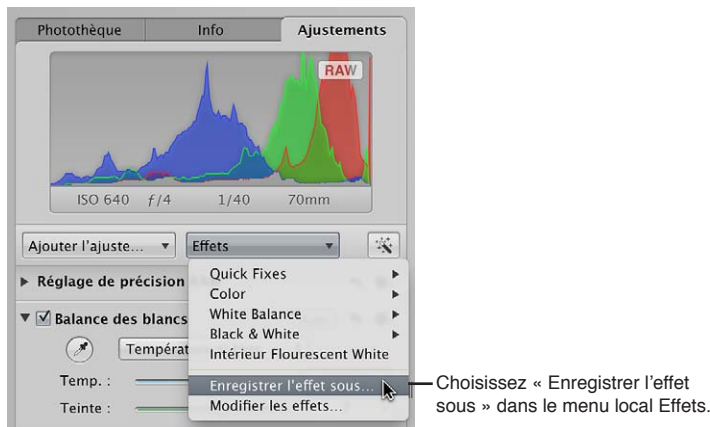 Photothèque Info Ajustements
RAW
ISO 640 f/4 1/40 70mm
Ajouter l'ajuste... Effets
Réglage de précision
Quick Fixes
Color
Balance des blancs White Balance
Black & White
Températ
Intérieur Flourescent White
Temp. : Enregistrer l'effet sous...
Teinte : Modifier les effets...
Choisissez « Enregistrer l'effet
sous » dans le menu local Effets.